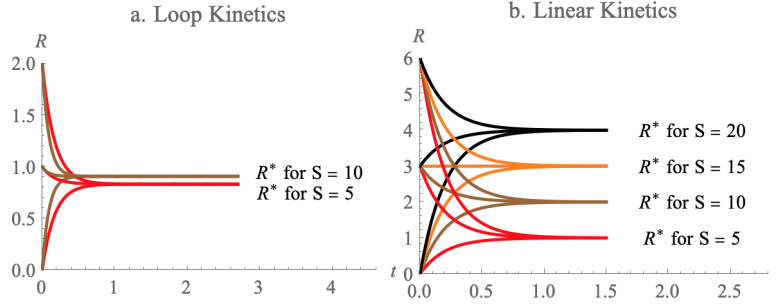 a. Loop Kinetics
R
2.0
1.5
1.0
0.5
0.0
0 1 2 3 4
R* for S = 10
R* for S = 5
b. Linear Kinetics
R
6
5
4
3
2
1
t 0
0.0 0.5 1.0 1.5 2.0 2.5
R* for S = 20
R* for S = 15
R* for S = 10
R* for S = 5